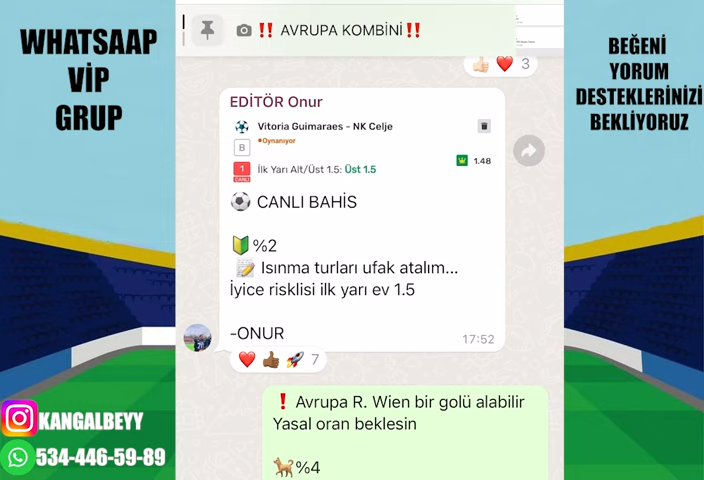 WHATSAAP
VİP
GRUP
‼️ AVRUPA KOMBİNİ‼️
3
BEĞENİ
YORUM
DESTEKLERİNİZİ
BEKLİYORUZ
EDİTÖR Onur
Vitoria Guimaraes - NK Celje
B
Oynanıyor
1
CANLI
İlk Yarı Alt/Üst 1.5: Üst 1.5
1.48
CANLI BAHİS
%2
Isınma turları ufak atalım...
İyice risklisi ilk yarı ev 1.5
-ONUR
17:52
7
❗ Avrupa R. Wien bir golü alabilir
Yasal oran beklesin
%4
KANGALBEYY
534-446-59-89